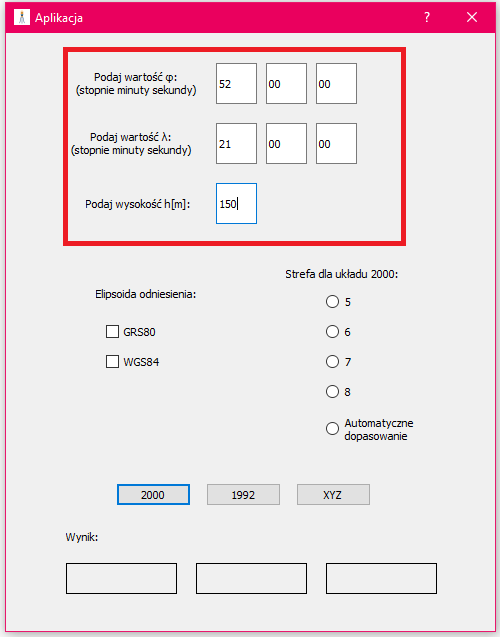 Aplikacja ? ×
Podaj wartość φ:
(stopnie minuty sekundy)
52 00 00
Podaj wartość λ:
(stopnie minuty sekundy)
21 00 00
Podaj wysokość h[m]: 150
Strefa dla układu 2000:
Elipsoida odniesienia:
5
GRS80
6
WGS84
7
8
Automatyczne
dopasowanie
2000 1992 XYZ
Wynik: